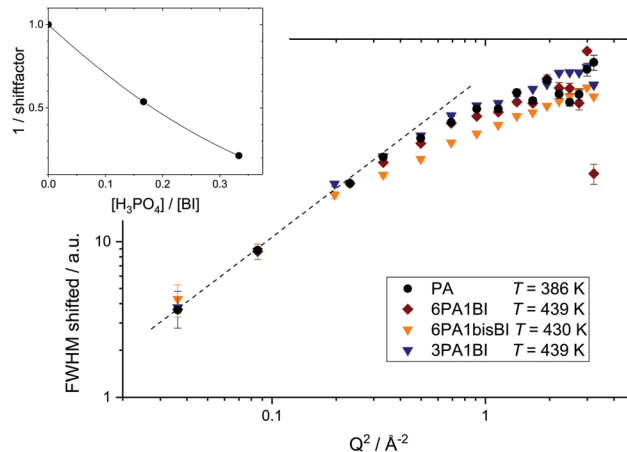 1.0
0.5
1 / shiftfactor
0.0 0.1 0.2 0.3
[H₃PO₄] / [BI]
10
1
FWHM shifted / a.u.
PA T = 386 K
6PA1BI T = 439 K
6PA1bisBI T = 430 K
3PA1BI T = 439 K
0.1 1
Q² / Å⁻²